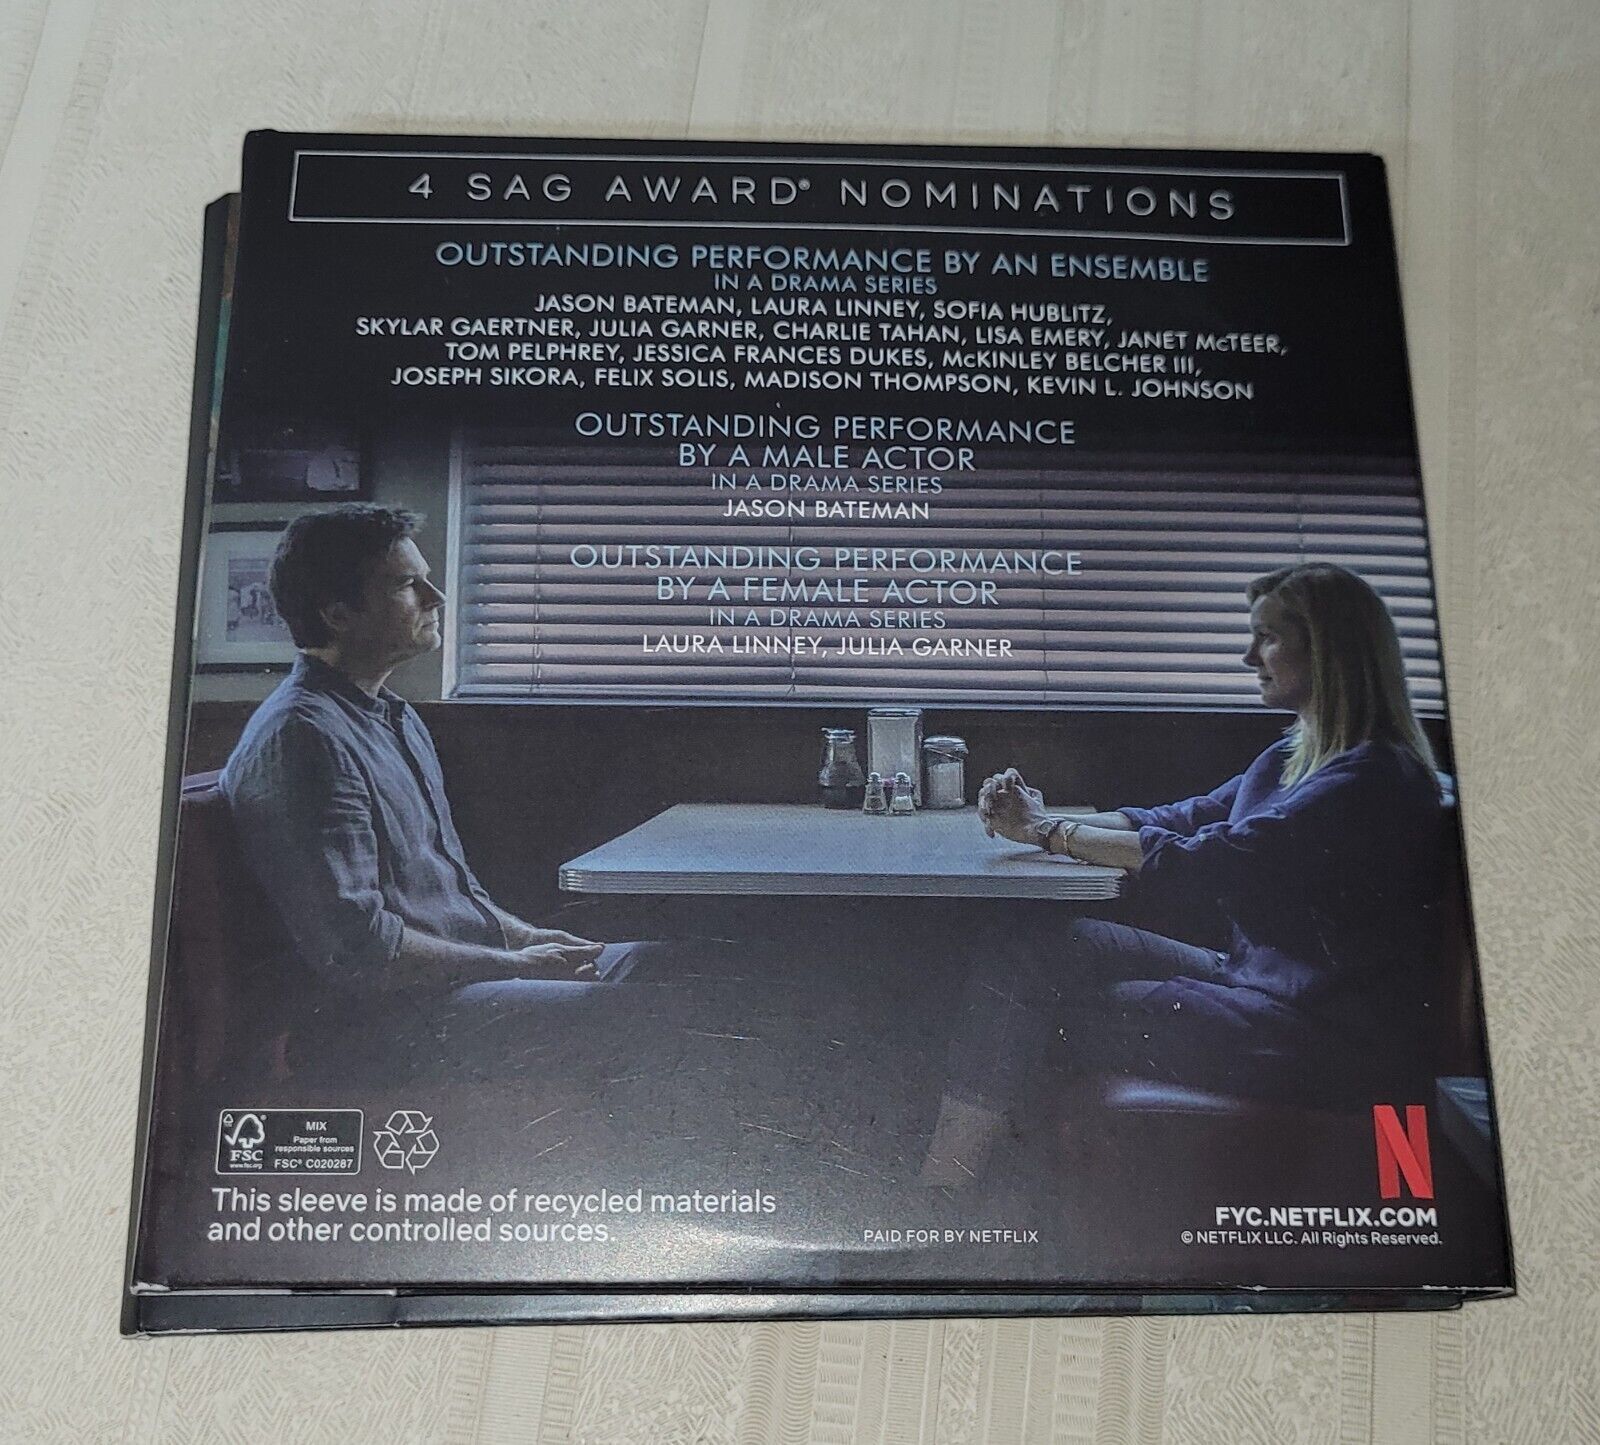 4 SAG AWARD® NOMINATIONS
OUTSTANDING PERFORMANCE BY AN ENSEMBLE
IN A DRAMA SERIES
JASON BATEMAN, LAURA LINNEY, SOFIA HUBLITZ,
SKYLAR GAERTNER, JULIA GARNER, CHARLIE TAHAN, LISA EMERY, JANET McTEER,
TOM PELPHREY, JESSICA FRANCES DUKES, McKINLEY BELCHER III,
JOSEPH SIKORA, FELIX SOLIS, MADISON THOMPSON, KEVIN L. JOHNSON
OUTSTANDING PERFORMANCE
BY A MALE ACTOR
IN A DRAMA SERIES
JASON BATEMAN
OUTSTANDING PERFORMANCE
BY A FEMALE ACTOR
IN A DRAMA SERIES
LAURA LINNEY, JULIA GARNER
FSC
www.fsc.org
MIX
Paper from
responsible sources
FSC® C020287
This sleeve is made of recycled materials
and other controlled sources.
PAID FOR BY NETFLIX
N
FYC.NETFLIX.COM
© NETFLIX LLC. All Rights Reserved.